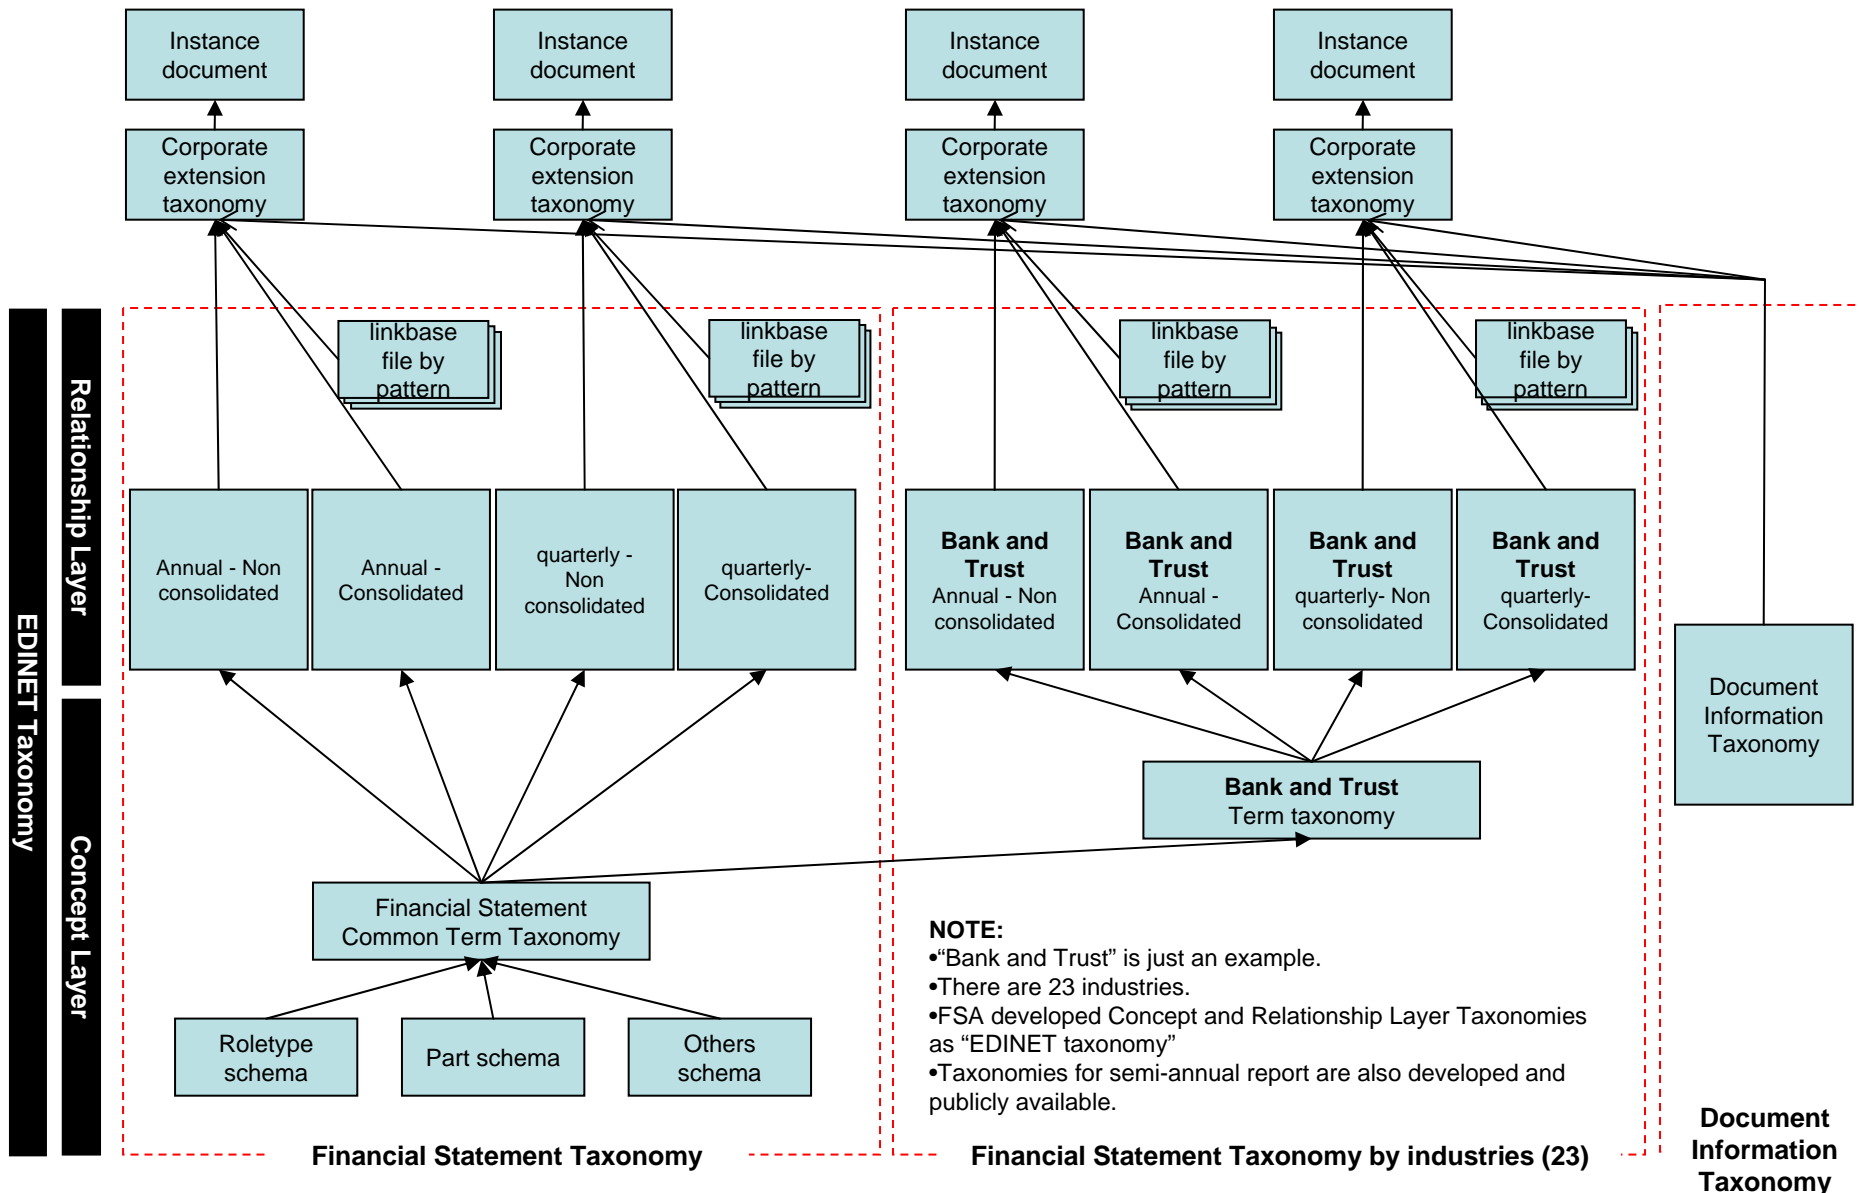 Instance
document
Instance
document
Instance
document
Instance
document
Corporate
extension
taxonomy
Corporate
extension
taxonomy
Corporate
extension
taxonomy
Corporate
extension
taxonomy
EDINET Taxonomy
Relationship Layer
Concept Layer
linkbase
file by
pattern
linkbase
file by
pattern
linkbase
file by
pattern
linkbase
file by
pattern
Annual - Non
consolidated
Annual -
Consolidated
quarterly -
Non
consolidated
quarterly-
Consolidated
Bank and
Trust
Annual - Non
consolidated
Bank and
Trust
Annual -
Consolidated
Bank and
Trust
quarterly- Non
consolidated
Bank and
Trust
quarterly-
Consolidated
Document
Information
Taxonomy
Bank and Trust
Term taxonomy
Financial Statement
Common Term Taxonomy
Roletype
schema
Part schema
Others
schema
NOTE:
•“Bank and Trust” is just an example.
•There are 23 industries.
•FSA developed Concept and Relationship Layer Taxonomies
as “EDINET taxonomy”
•Taxonomies for semi-annual report are also developed and
publicly available.
Financial Statement Taxonomy
Financial Statement Taxonomy by industries (23)
Document
Information
Taxonomy